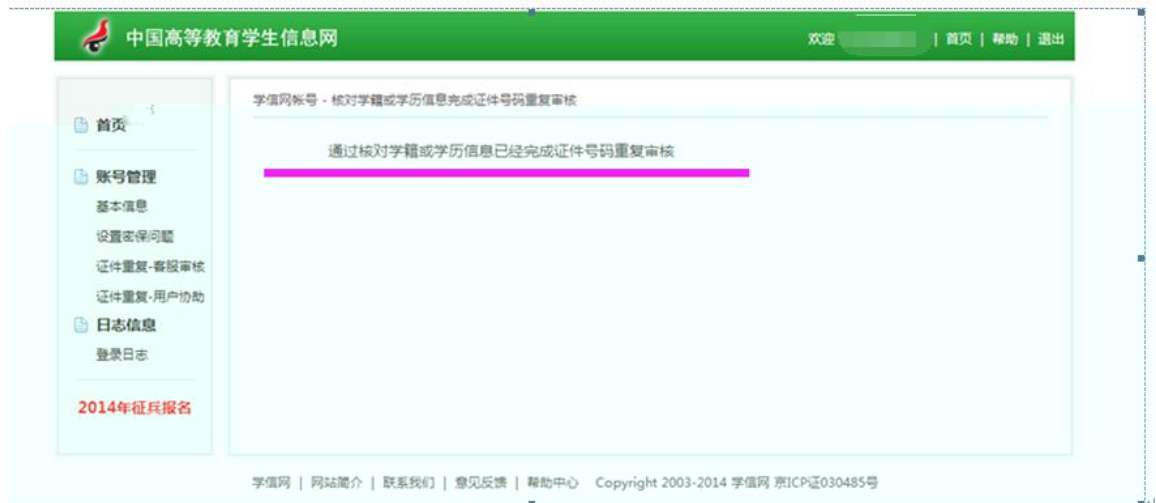 中国高等教育学生信息网
欢迎 | 首页 | 帮助 | 退出
首页
账号管理
基本信息
设置密保问题
证件重复-客服审核
证件重复-用户协助
日志信息
登录日志
2014年征兵报名
学信网帐号 - 核对学籍或学历信息完成证件号码重复审核
通过核对学籍或学历信息已经完成证件号码重复审核
学信网 | 网站简介 | 联系我们 | 意见反馈 | 帮助中心 Copyright 2003-2014 学信网 京ICP证030485号